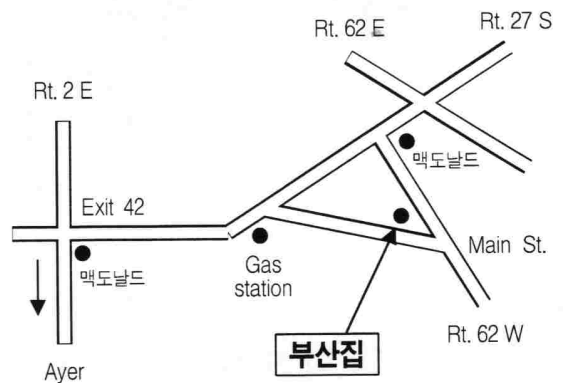 Rt. 62 E
Rt. 27 S
Rt. 2 E
맥도날드
Exit 42
맥도날드
Gas
station
Main St.
부산집
Rt. 62 W
Ayer